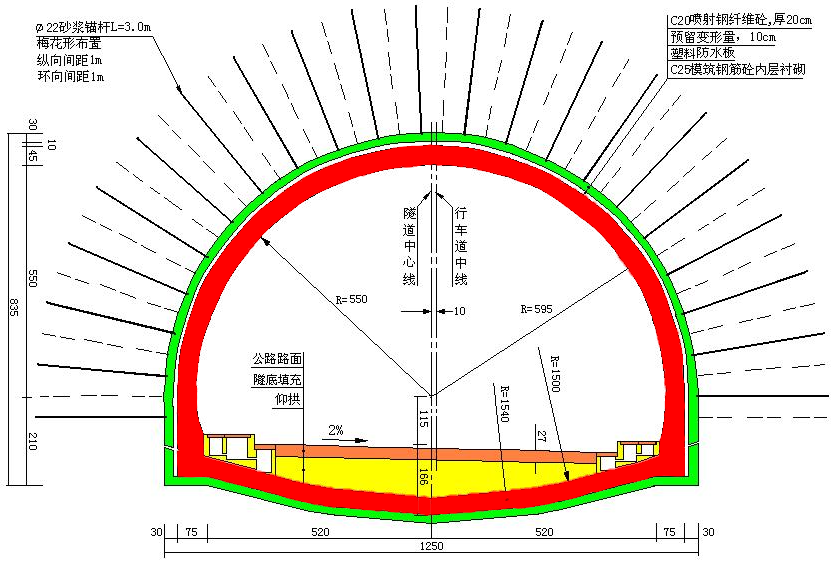 φ22砂浆锚杆L=3.0m
梅花形布置
纵向间距1m
环向间距1m
C20喷射钢纤维砼,厚20cm
预留变形量, 10cm
塑料防水板
C25模筑钢筋砼内层衬砌
30
10
45
550
835
210
隧道中心线
行车道中线
R=550
R=595
10
公路路面
隧底填充
仰拱
R=1500
R=1540
115
27
2%
166
30
75
520
520
75
30
1250